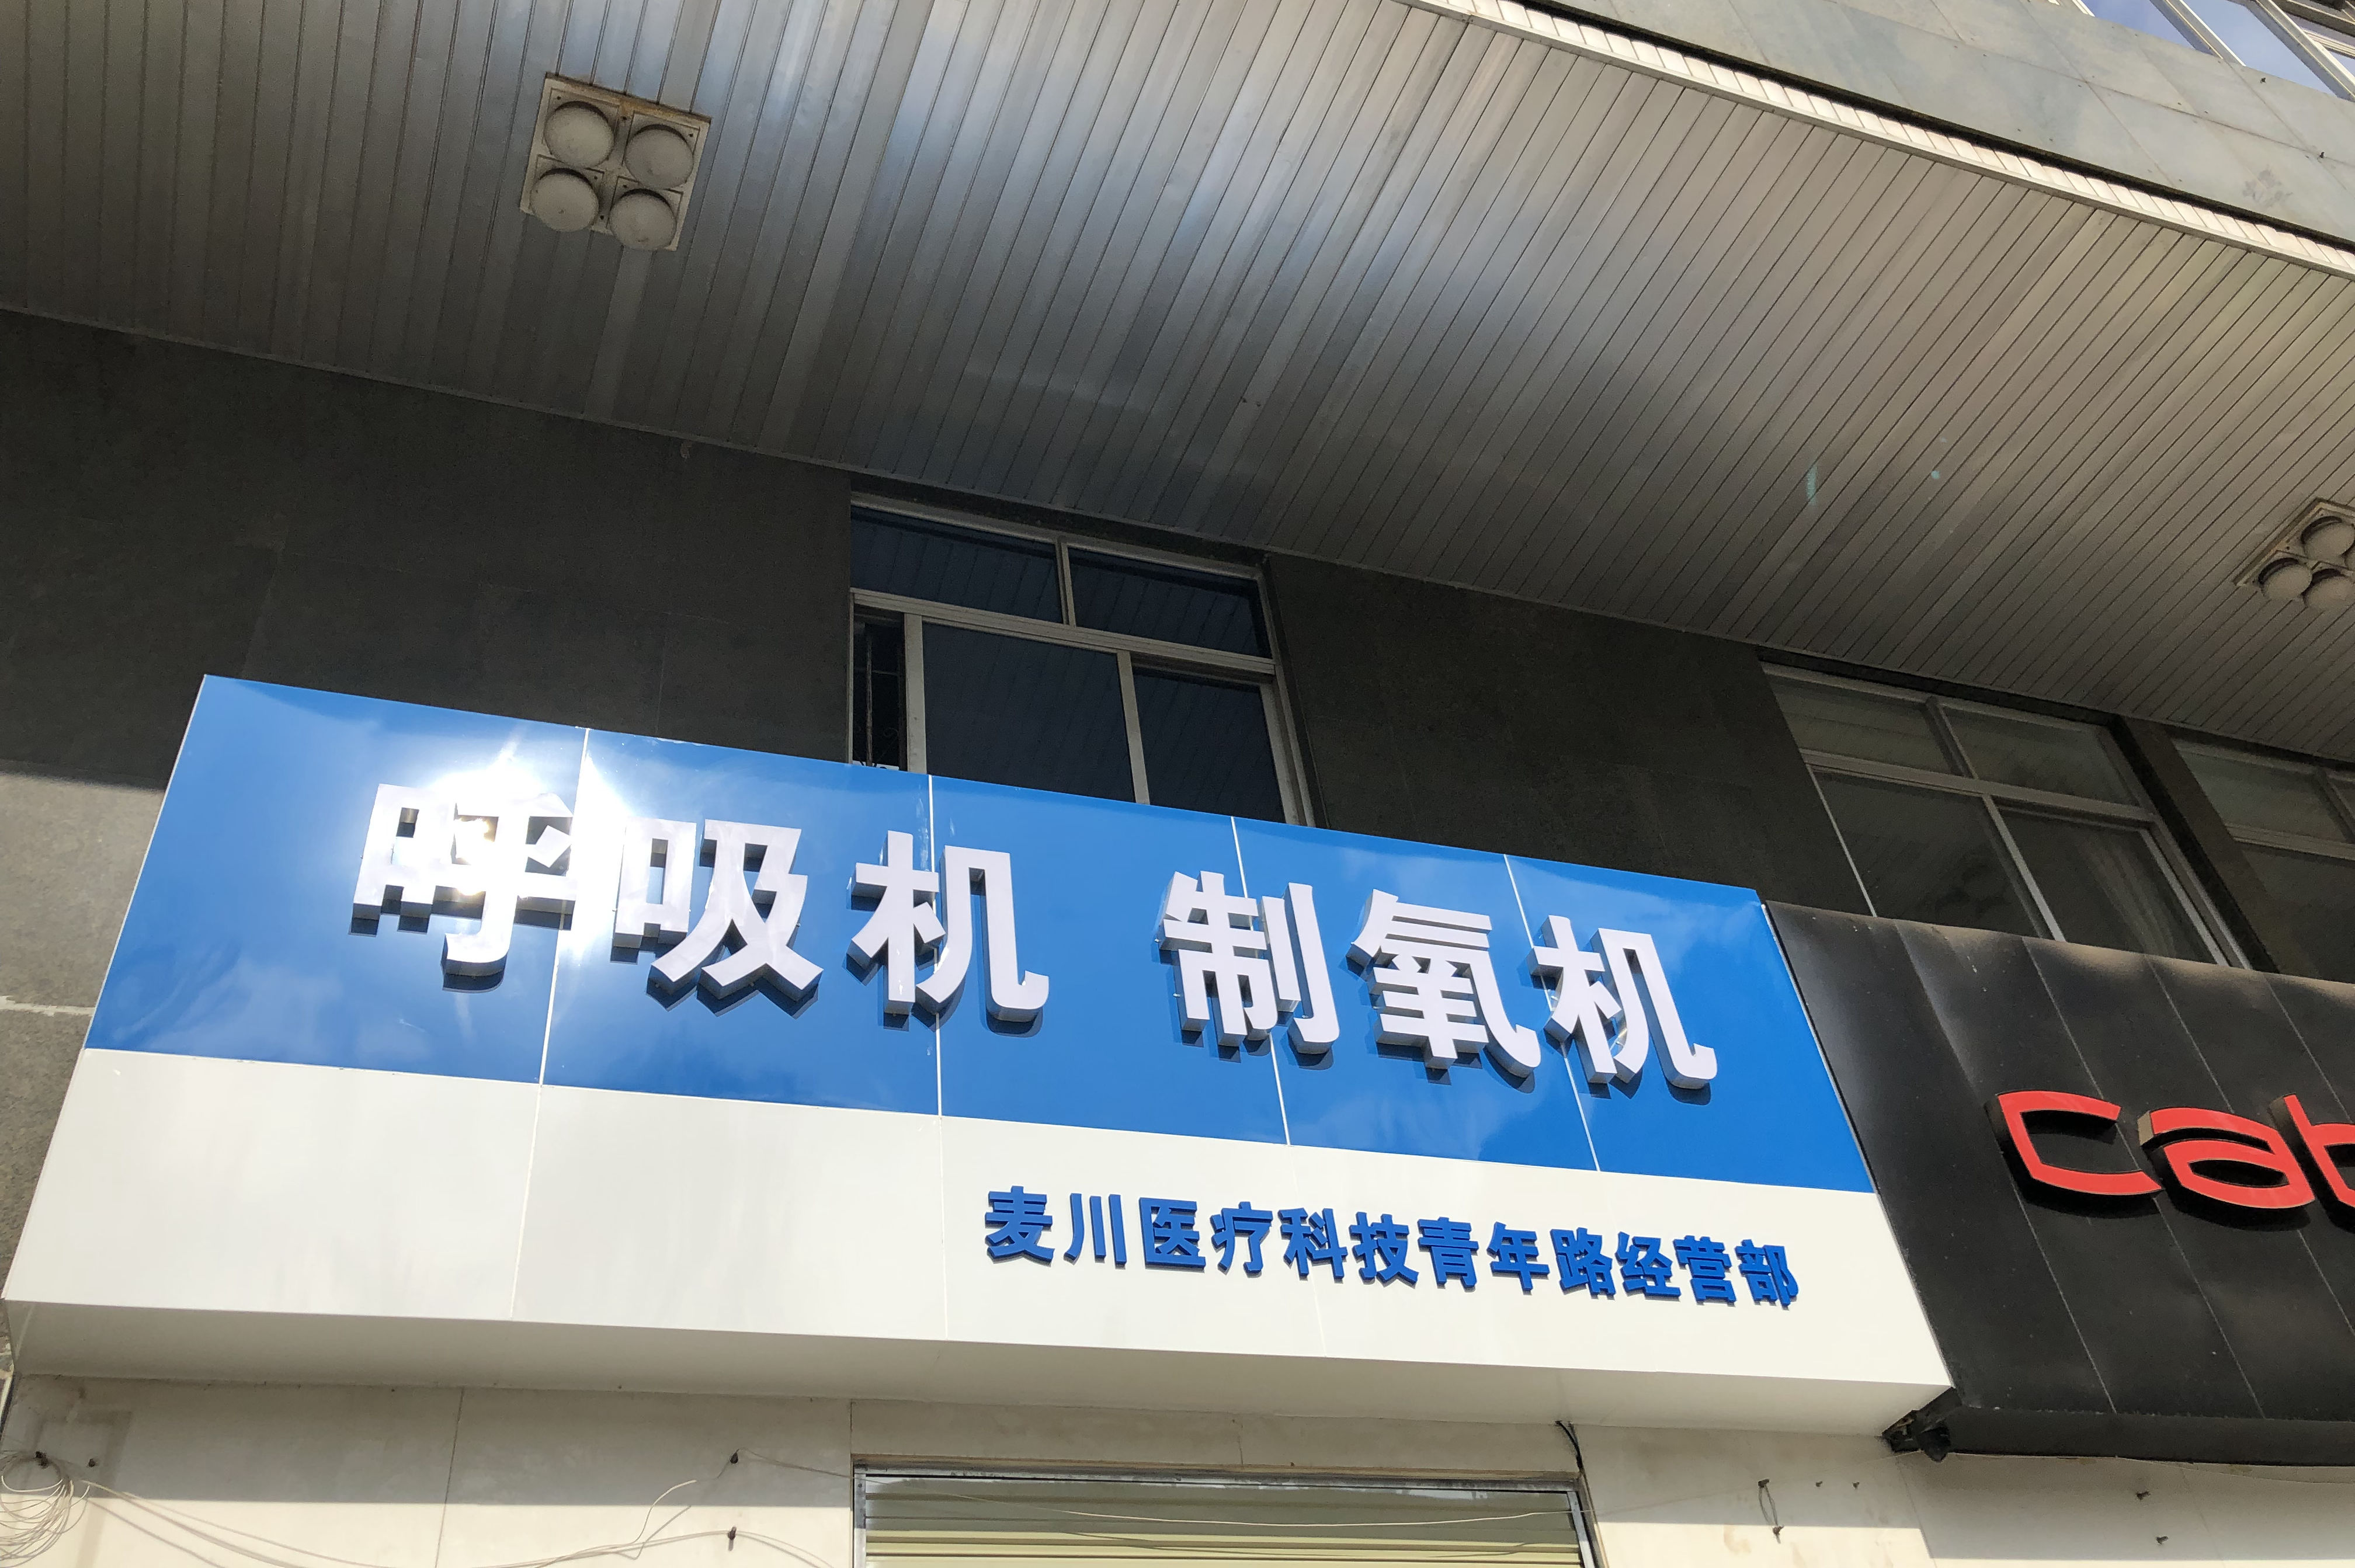 呼吸机 制氧机
麦川医疗科技青年路经营部